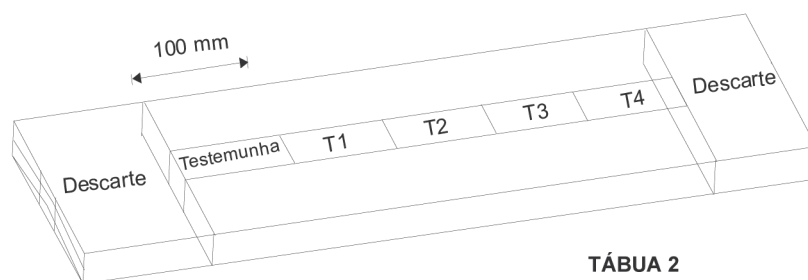 100 mm
Descarte
Testemunha
T1
T2
T3
T4
Descarte
TÁBUA 2